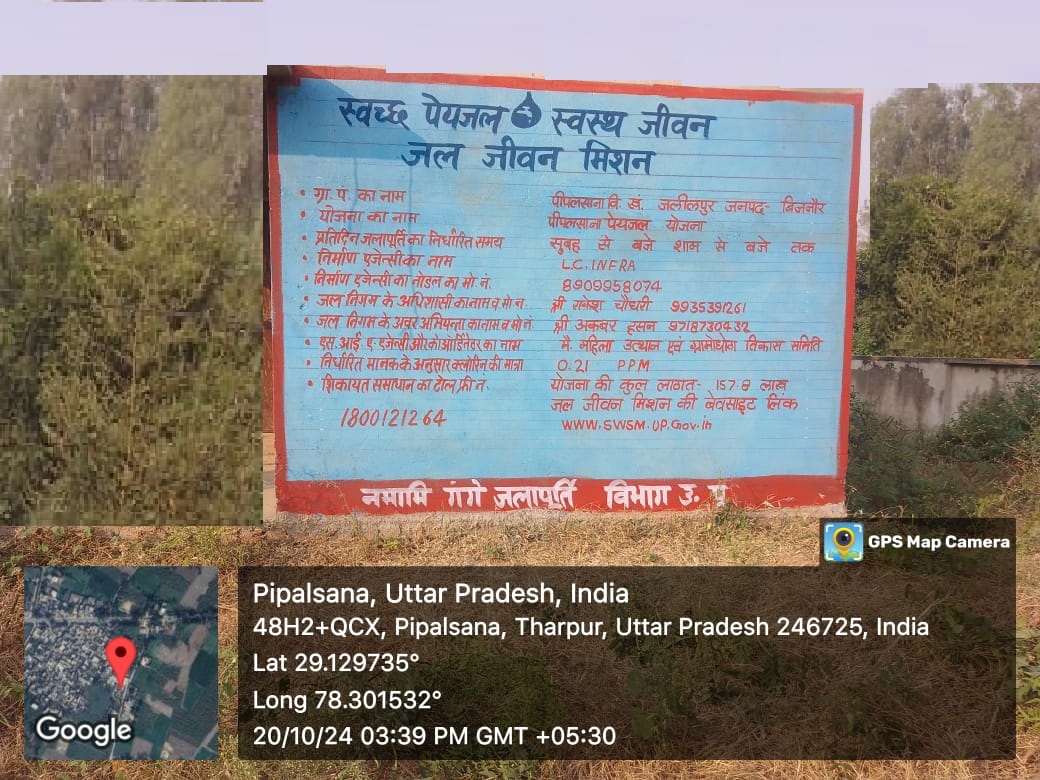 स्वच्छ पेयजल स्वस्थ जीवन
जल जीवन मिशन
• ग्रा. पं. का नाम पीपलसाना वि. खं. जलीलपुर जनपद- बिजनौर
• योजना का नाम पीपलसाना पेयजल योजना
• प्रतिदिन जलापूर्ति का निर्धारित समय सुबह से बजे शाम से बजे तक
• निर्माण एजेन्सी का नाम L.C. INFRA
• निर्माण एजेन्सी का नोडल का मो. नं. 8909958074
• जल निगम के अधिशासी का नाम व मो न. श्री राकेश चौधरी 9935391261
• जल निगम के अवर अभियन्ता का नाम व मो नं. श्री अकबर हसन 9718730432
• एस. आई. ए- एजेन्सी और कोआर्डिनेटर का नाम मै. महिला उत्थान एवं ग्रामोधोग विकास समिति
• निर्धारित मानक के अनुसार क्लोरिन की मात्रा 0.21 PPM
• शिकायत समाधान का टोल फ्री न. योजना की कुल लागत- 157.8 लाख
जल जीवन मिशन की बेवसाइट लिंक
1800121264 www.SWSM.UP.Gov.in
नमामि गंगे जलापूर्ति विभाग उ. प्र
GPS Map Camera
Pipalsana, Uttar Pradesh, India
48H2+QCX, Pipalsana, Tharpur, Uttar Pradesh 246725, India
Lat 29.129735°
Long 78.301532°
20/10/24 03:39 PM GMT +05:30
Google